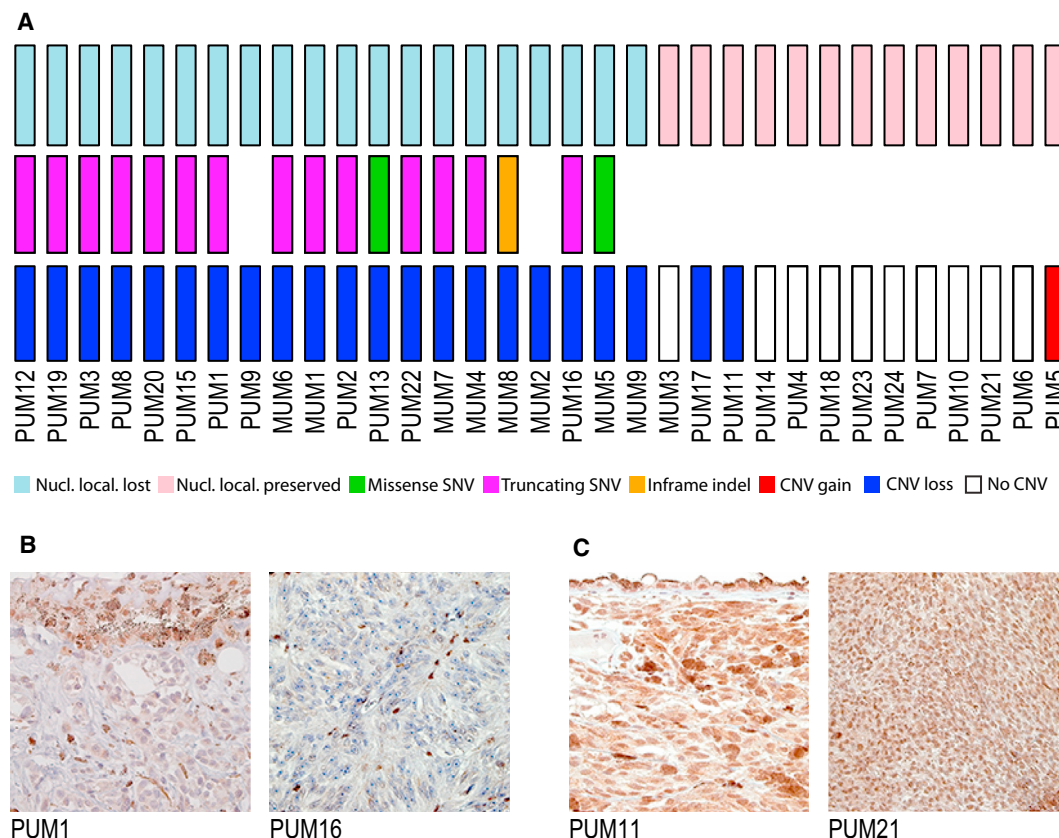 A
PUM12
PUM19
PUM3
PUM8
PUM20
PUM15
PUM1
PUM9
MUM6
MUM1
PUM2
PUM13
PUM22
MUM7
MUM4
MUM8
MUM2
PUM16
MUM5
MUM9
MUM3
PUM17
PUM11
PUM14
PUM4
PUM18
PUM23
PUM24
PUM7
PUM10
PUM21
PUM6
PUM5
Nucl. local. lost Nucl. local. preserved Missense SNV Truncating SNV Inframe indel CNV gain CNV loss No CNV
B
C
PUM1
PUM16
PUM11
PUM21